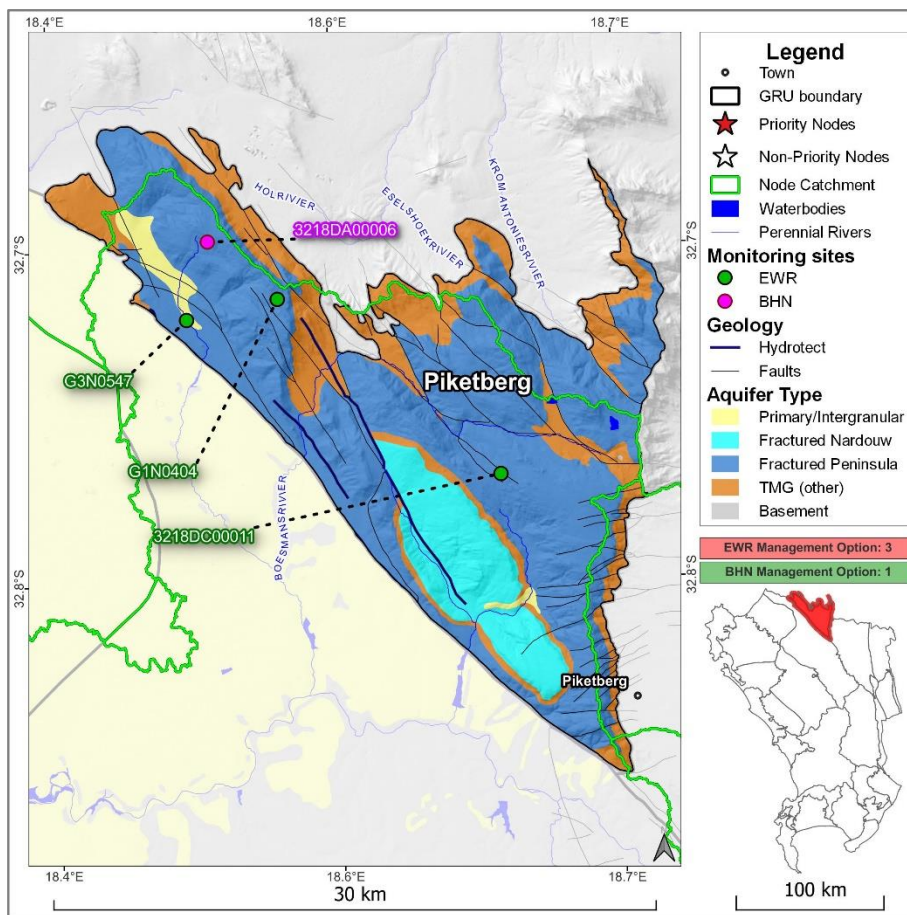 18.4°E
18.6°E
18.7°E
32.7°S
32.7°S
32.8°S
32.8°S
HOLRIVIER
ESELSHOEKRIVIER
KROM ANTONIESRIVIER
3218DA00006
G3N0547
Piketberg
G1N0404
3218DC00011
BOESMANSRIVIER
Piketberg
18.4°E
18.6°E
18.7°E
30 km
Legend
Town
GRU boundary
Priority Nodes
Non-Priority Nodes
Node Catchment
Waterbodies
Perennial Rivers
Monitoring sites
EWR
BHN
Geology
Hydrotect
Faults
Aquifer Type
Primary/Intergranular
Fractured Nardouw
Fractured Peninsula
TMG (other)
Basement
EWR Management Option: 3
BHN Management Option: 1
100 km